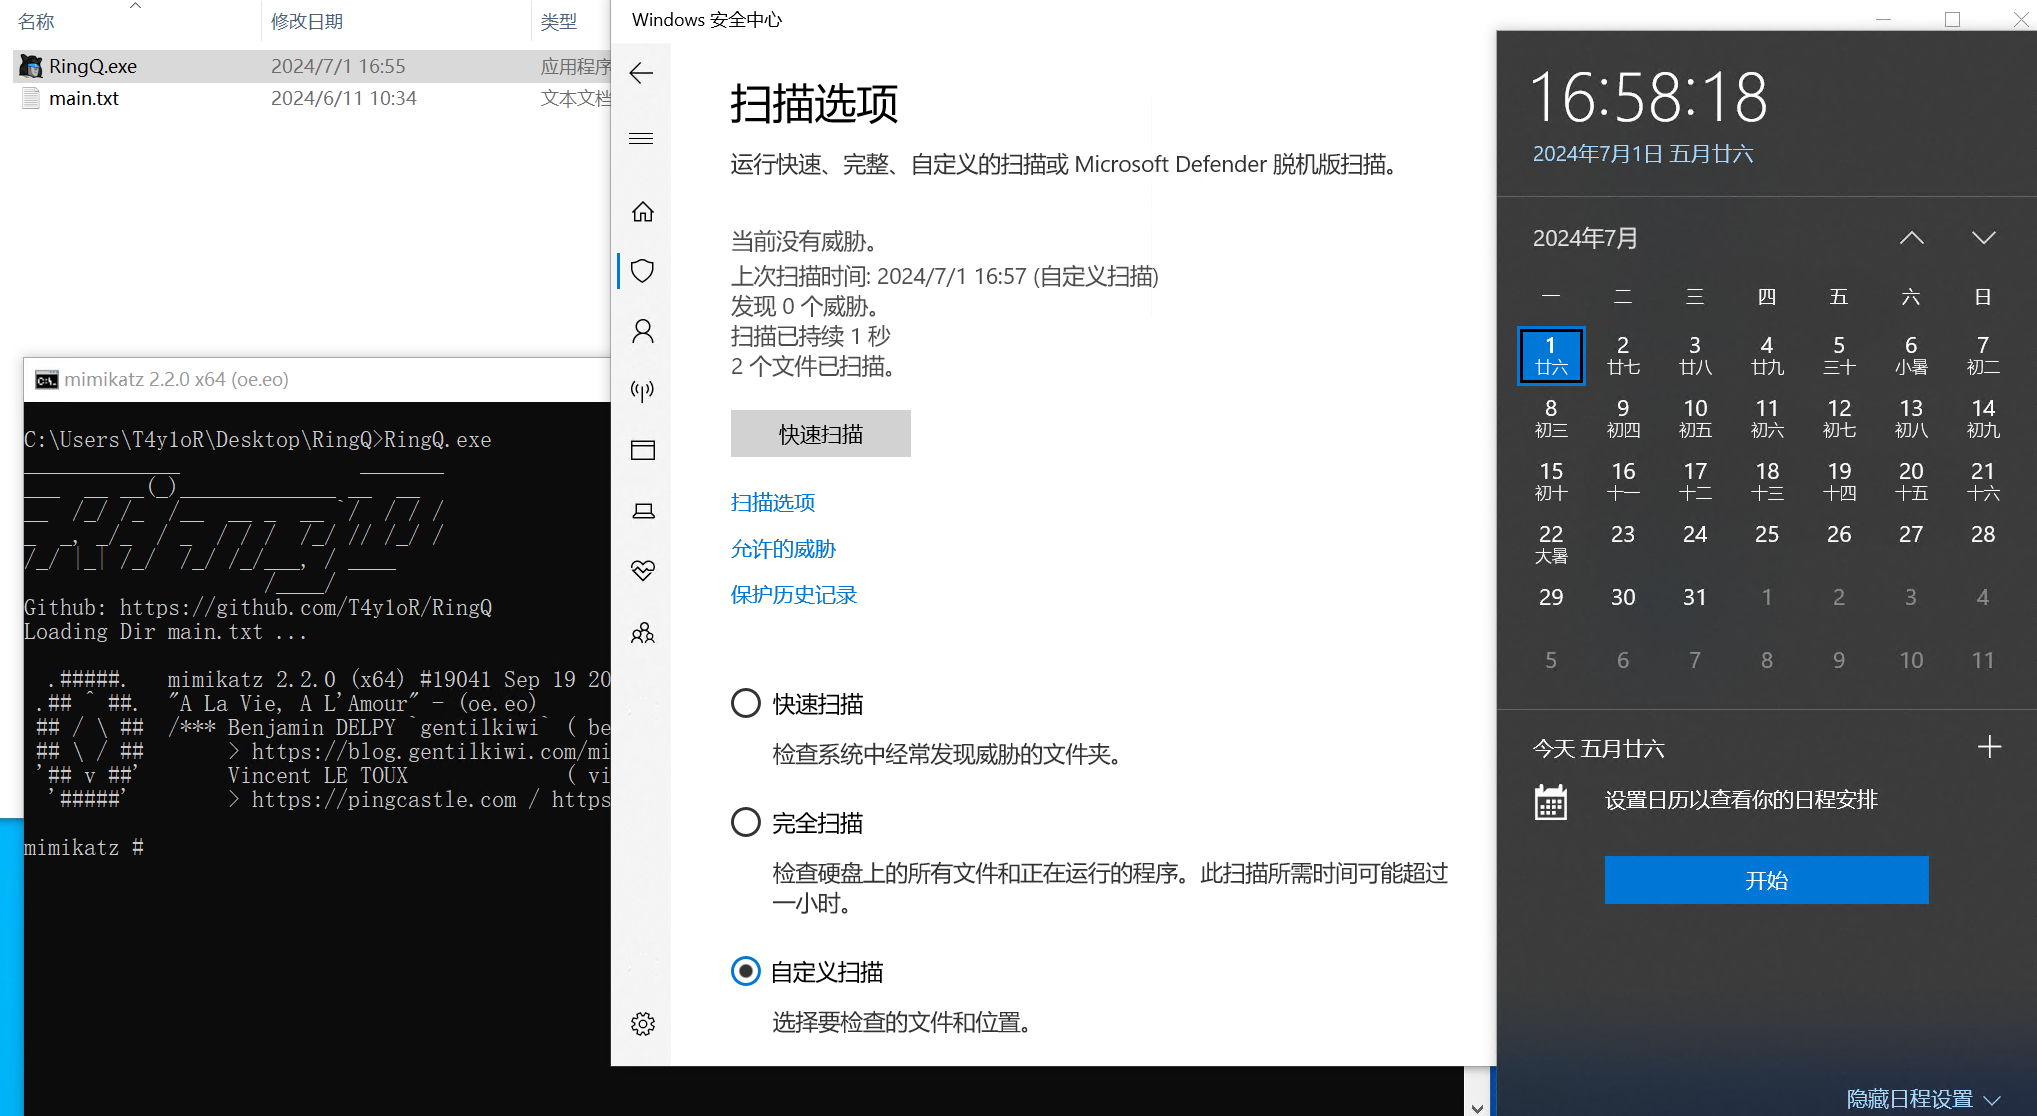 名称 修改日期 类型
RingQ.exe 2024/7/1 16:55 应用程序
main.txt 2024/6/11 10:34 文本文档
mimikatz 2.2.0 x64 (oe.eo)
C:\Users\T4y1oR\Desktop\RingQ>RingQ.exe
Github: https://github.com/T4y1oR/RingQ
Loading Dir main.txt ...
.#####. mimikatz 2.2.0 (x64) #19041 Sep 19 20
.## ^ ##. "A La Vie, A L'Amour" - (oe.eo)
## / \ ## /*** Benjamin DELPY `gentilkiwi` ( be
## \ / ## > https://blog.gentilkiwi.com/mi
'## v ##' Vincent LE TOUX ( vi
'#####' > https://pingcastle.com / https
mimikatz #
Windows 安全中心
扫描选项
运行快速、完整、自定义的扫描或 Microsoft Defender 脱机版扫描。
当前没有威胁。
上次扫描时间: 2024/7/1 16:57 (自定义扫描)
发现 0 个威胁。
扫描已持续 1 秒
2 个文件已扫描。
快速扫描
扫描选项
允许的威胁
保护历史记录
快速扫描
检查系统中经常发现威胁的文件夹。
完全扫描
检查硬盘上的所有文件和正在运行的程序。此扫描所需时间可能超过
一小时。
自定义扫描
选择要检查的文件和位置。
16:58:18
2024年7月1日 五月廿六
2024年7月
一 二 三 四 五 六 日
1 2 3 4 5 6 7
廿六 廿七 廿八 廿九 三十 小暑 初二
8 9 10 11 12 13 14
初三 初四 初五 初六 初七 初八 初九
15 16 17 18 19 20 21
初十 十一 十二 十三 十四 十五 十六
22 23 24 25 26 27 28
大暑
29 30 31 1 2 3 4
5 6 7 8 9 10 11
今天 五月廿六
设置日历以查看你的日程安排
开始
隐藏日程设置